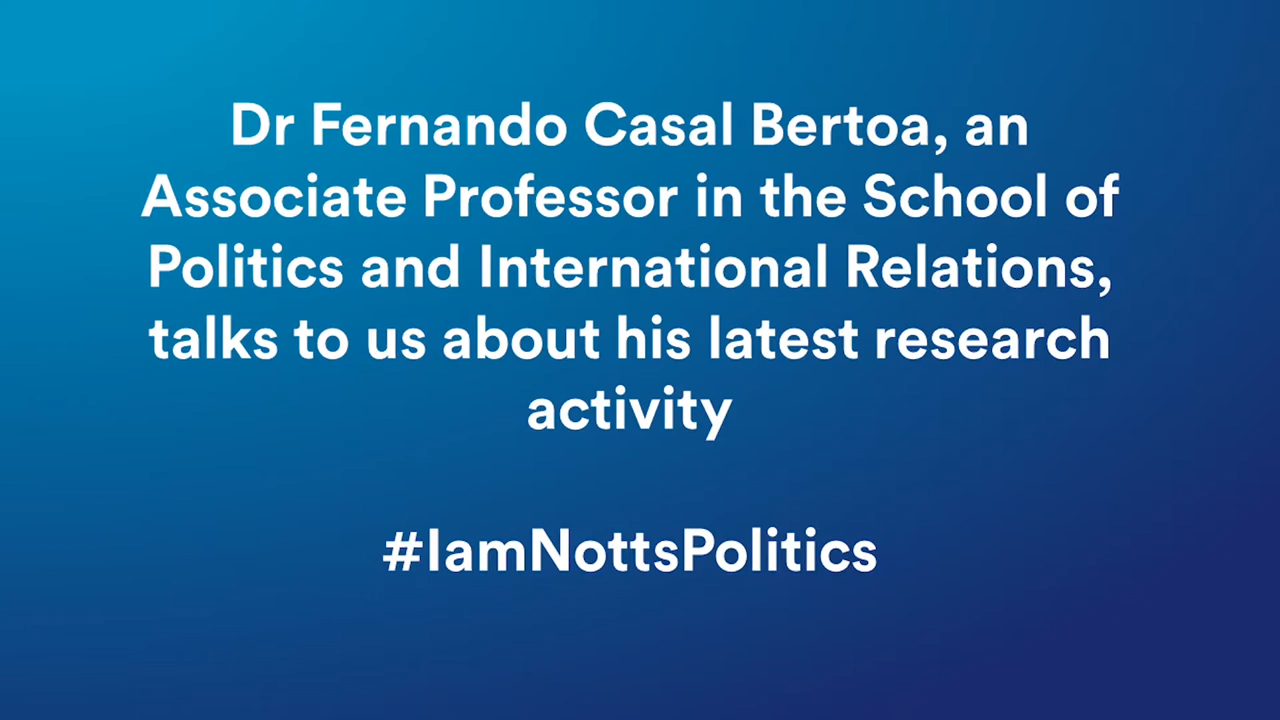 Dr Fernando Casal Bertoa, an
Associate Professor in the School of
Politics and International Relations,
talks to us about his latest research
activity
#IamNottsPolitics